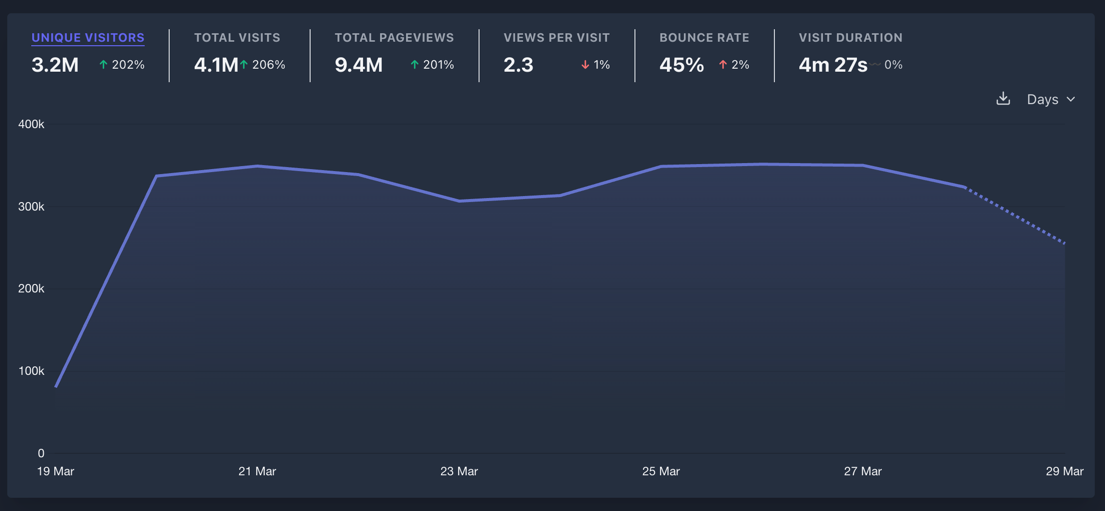 UNIQUE VISITORS
3.2M ↑ 202%
TOTAL VISITS
4.1M ↑ 206%
TOTAL PAGEVIEWS
9.4M ↑ 201%
VIEWS PER VISIT
2.3 ↓ 1%
BOUNCE RATE
45% ↑ 2%
VISIT DURATION
4m 27s 〰 0%
Days
400k
300k
200k
100k
0
19 Mar 21 Mar 23 Mar 25 Mar 27 Mar 29 Mar